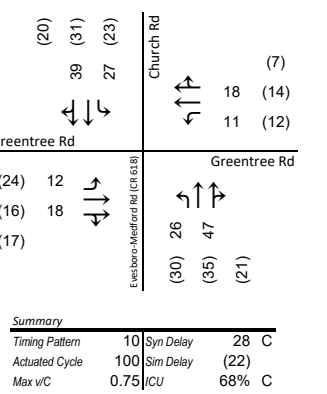 (20) (31) (23)
39 27
Church Rd
(7)
18 (14)
11 (12)
reentree Rd
Greentree Rd
(24) 12
(16) 18
(17)
Evesboro-Medford Rd (CR 618)
26 47
(30) (35) (21)
Summary
Timing Pattern 10 Syn Delay 28 C
Actuated Cycle 100 Sim Delay (22)
Max v/C 0.75 ICU 68% C